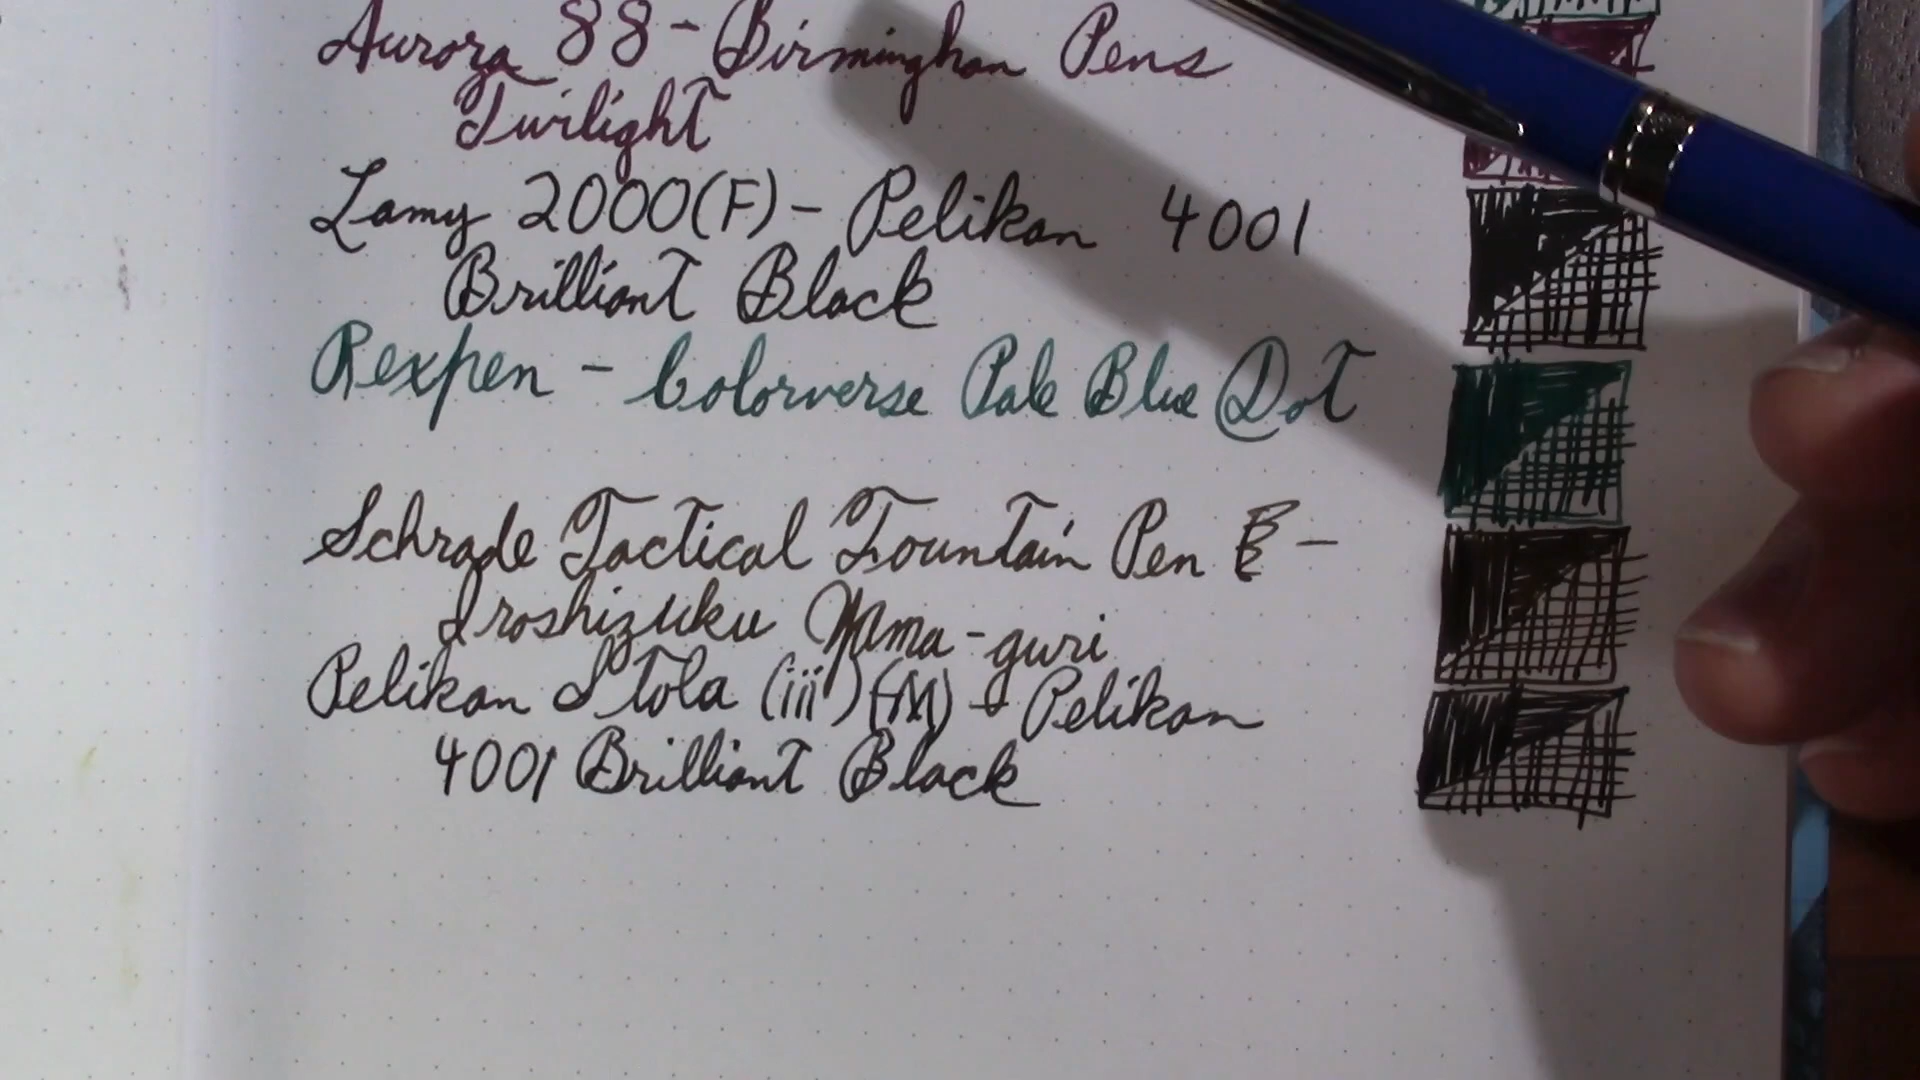 Aurora 88 - Birmingham Pens
Twilight
Lamy 2000 (F) - Pelikan 4001
Brilliant Black
Rexpen - Colorverse Pale Blue Dot
Schrade Tactical Fountain Pen -
Iroshizuku Yama-guri
Pelikan Stola (iii) (M) - Pelikan
4001 Brilliant Black